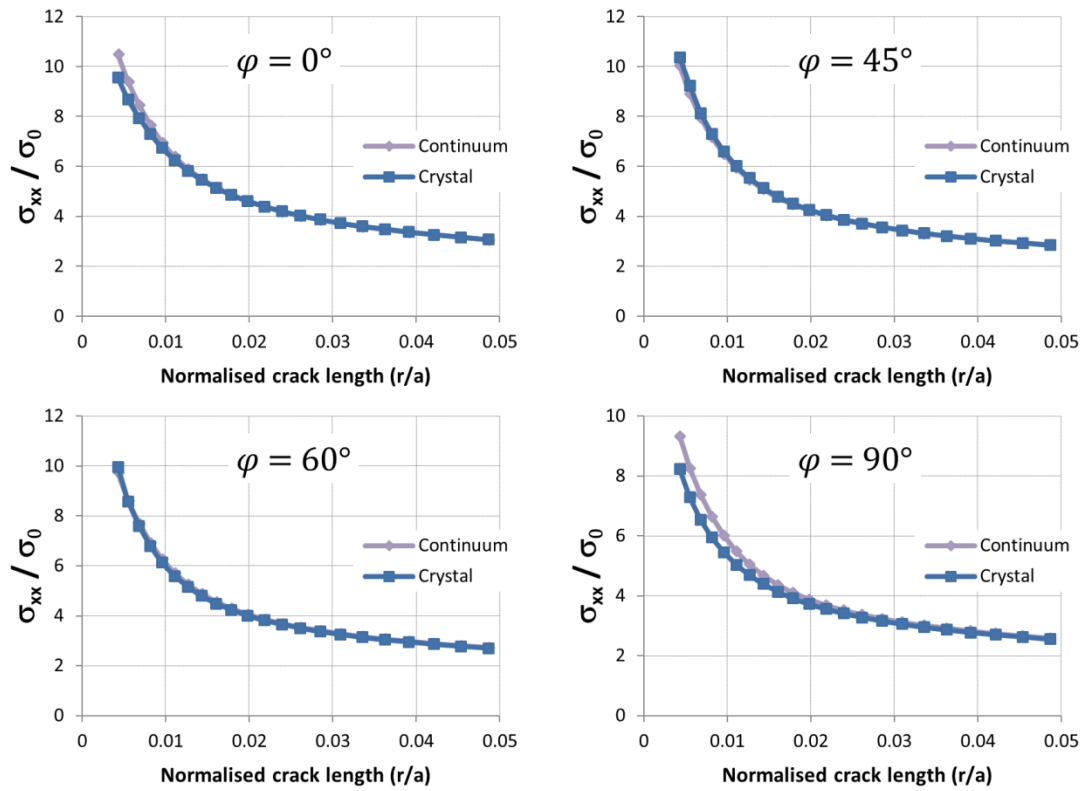 12
10
8
6
4
2
0
σxx / σ0
φ = 0°
Continuum
Crystal
0 0.01 0.02 0.03 0.04 0.05
Normalised crack length (r/a)
12
10
8
6
4
2
0
σxx / σ0
φ = 45°
Continuum
Crystal
0 0.01 0.02 0.03 0.04 0.05
Normalised crack length (r/a)
12
10
8
6
4
2
0
σxx / σ0
φ = 60°
Continuum
Crystal
0 0.01 0.02 0.03 0.04 0.05
Normalised crack length (r/a)
10
8
6
4
2
0
σxx / σ0
φ = 90°
Continuum
Crystal
0 0.01 0.02 0.03 0.04 0.05
Normalised crack length (r/a)